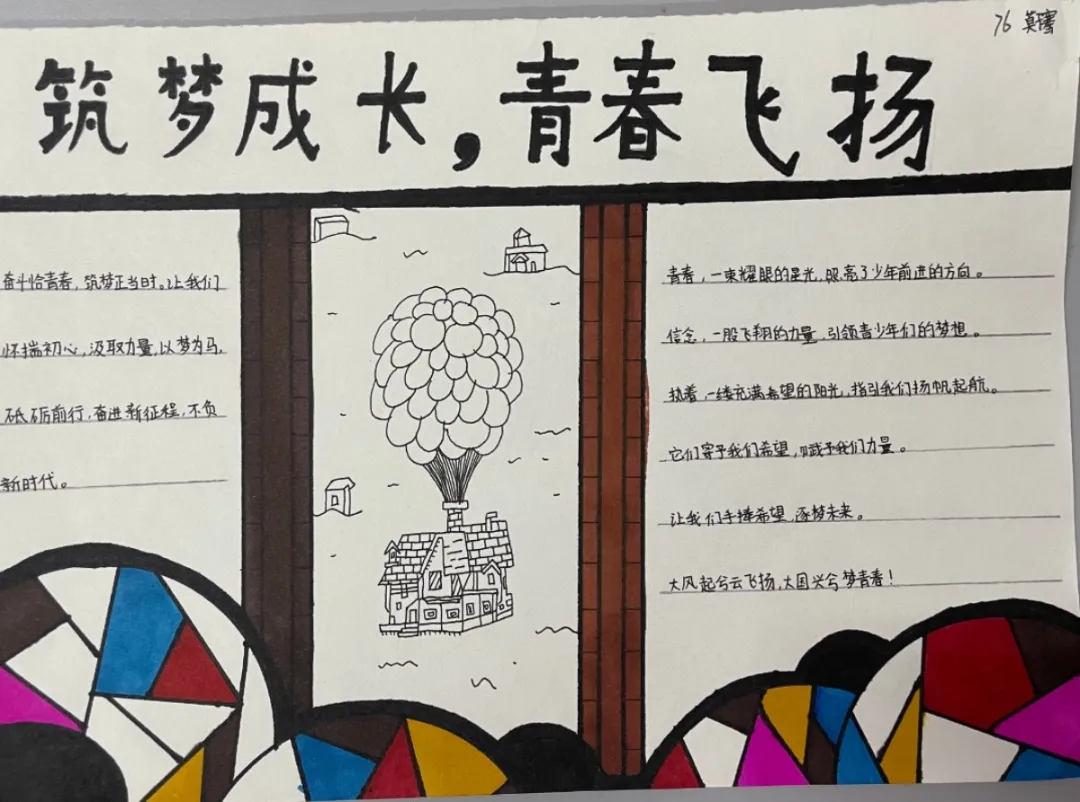 76
筑梦成长，青春飞扬
奋斗恰青春，筑梦正当时。让我们
怀揣初心，汲取力量，以梦为马，
砥砺前行，奋进新征程，不负
新时代。
青春，一束耀眼的星光，照亮了少年前进的方向。
信念，一股飞翔的力量，引领青少年们的梦想。
执着，一缕充满希望的阳光，指引我们扬帆起航。
它们寄予我们希望，赋予我们力量。
让我们手捧希望，逐梦未来。
大风起兮云飞扬，大国兴兮梦青春！